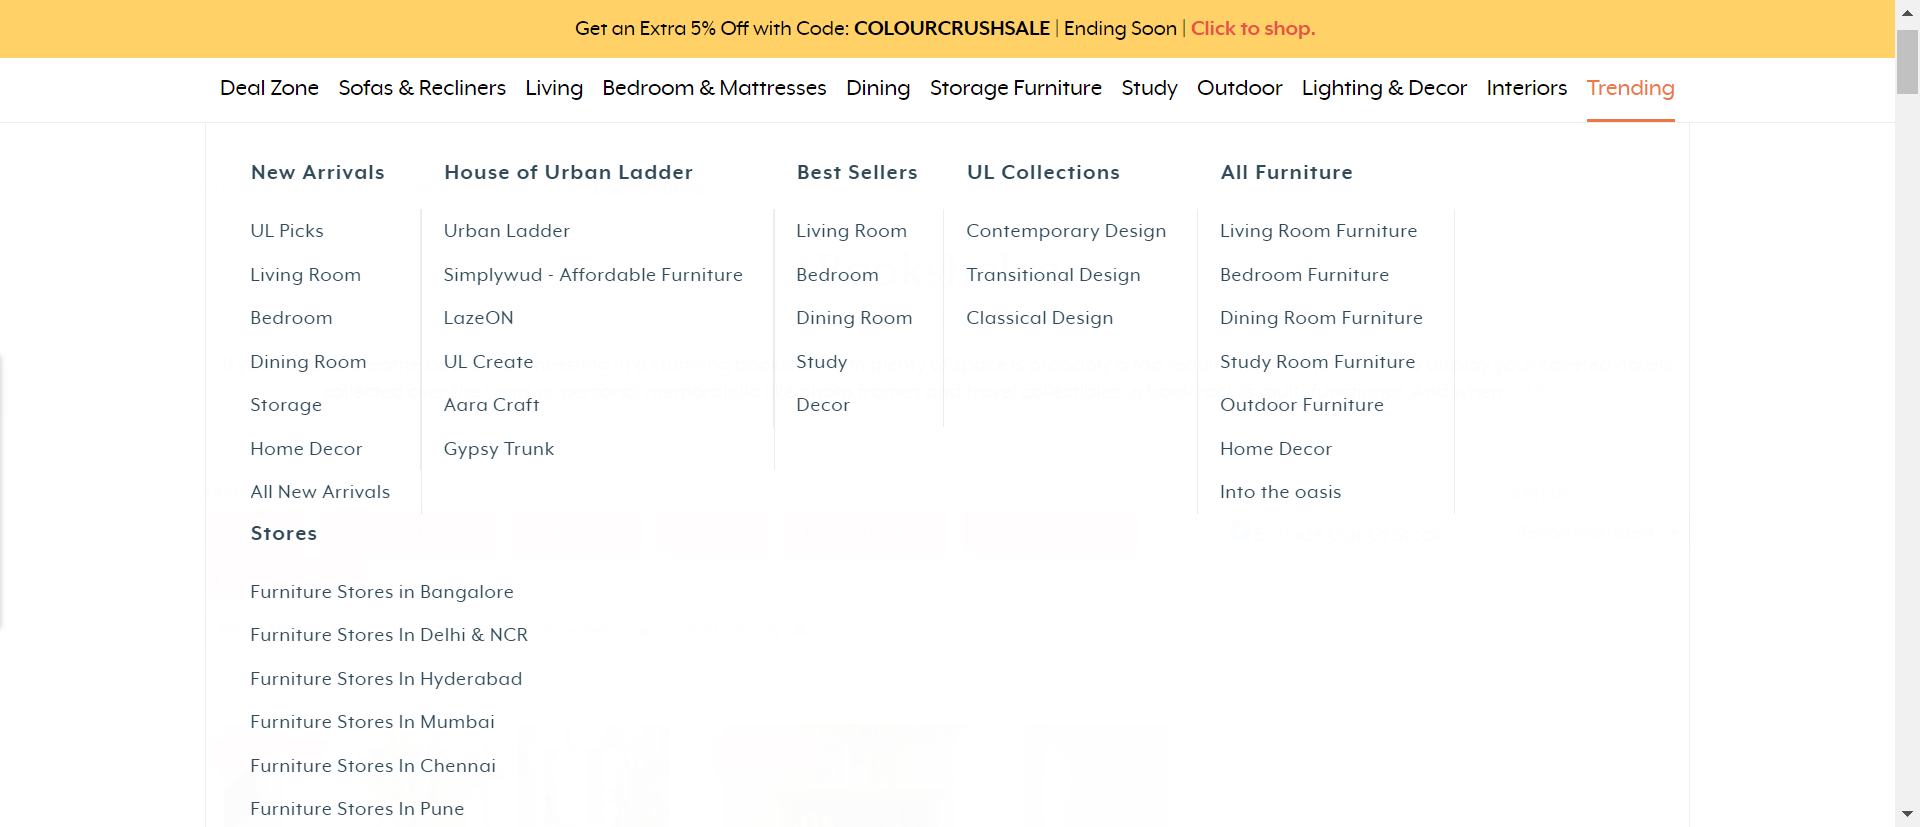 Get an Extra 5% Off with Code: COLOURCRUSHSALE | Ending Soon | Click to shop.
Deal Zone Sofas & Recliners Living Bedroom & Mattresses Dining Storage Furniture Study Outdoor Lighting & Decor Interiors Trending
New Arrivals
UL Picks
Living Room
Bedroom
Dining Room
Storage
Home Decor
All New Arrivals
House of Urban Ladder
Urban Ladder
Simplywud - Affordable Furniture
LazeON
UL Create
Aara Craft
Gypsy Trunk
Best Sellers
Living Room
Bedroom
Dining Room
Study
Decor
UL Collections
Contemporary Design
Transitional Design
Classical Design
All Furniture
Living Room Furniture
Bedroom Furniture
Dining Room Furniture
Study Room Furniture
Outdoor Furniture
Home Decor
Into the oasis
Stores
Furniture Stores in Bangalore
Furniture Stores In Delhi & NCR
Furniture Stores In Hyderabad
Furniture Stores In Mumbai
Furniture Stores In Chennai
Furniture Stores In Pune